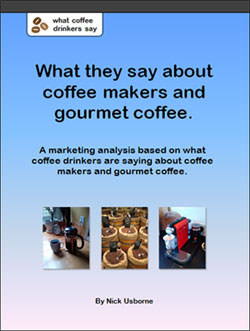 what coffee
drinkers say
What they say about
coffee makers and
gourmet coffee.
A marketing analysis based on what
coffee drinkers are saying about coffee
makers and gourmet coffee.
By Nick Usborne